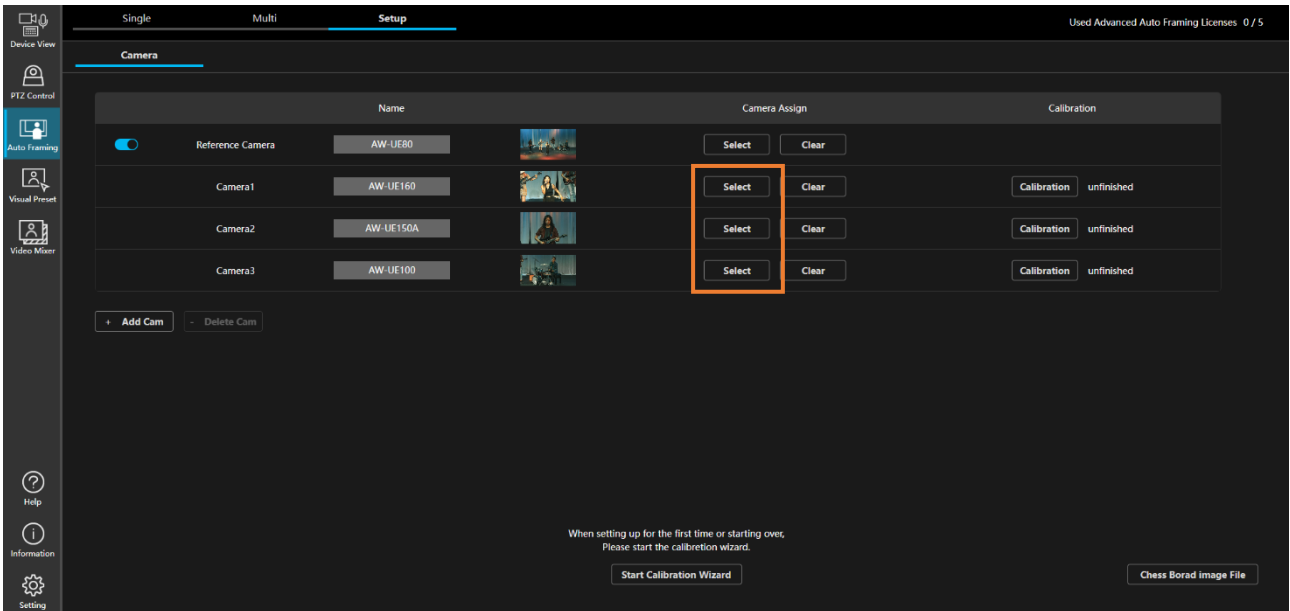 Device View
PTZ Control
Auto Framing
Visual Preset
Video Mixer
Help
Information
Setting
Single Multi Setup
Used Advanced Auto Framing Licenses 0 / 5
Camera
Name Camera Assign Calibration
Reference Camera AW-UE80 Select Clear
Camera1 AW-UE160 Select Clear Calibration unfinished
Camera2 AW-UE150A Select Clear Calibration unfinished
Camera3 AW-UE100 Select Clear Calibration unfinished
+ Add Cam - Delete Cam
When setting up for the first time or starting over,
Please start the calibretion wizard.
Start Calibration Wizard
Chess Borad image File